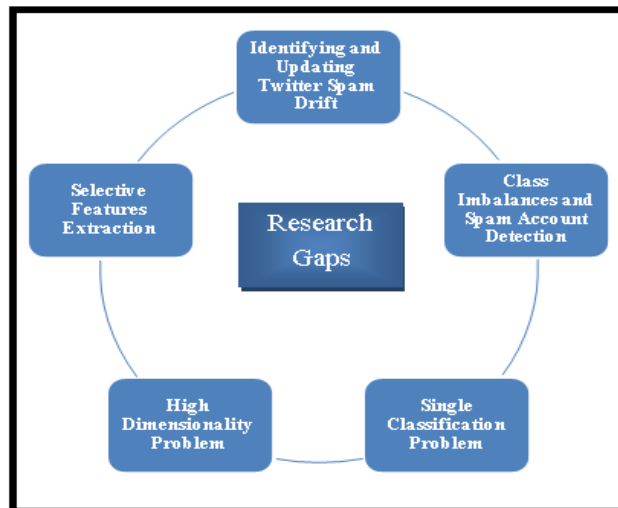 Identifying and
Updating
Twitter Spam
Drift
Selective
Features
Extraction
Research
Gaps
Class
Imbalances and
Spam Account
Detection
High
Dimensionality
Problem
Single
Classification
Problem